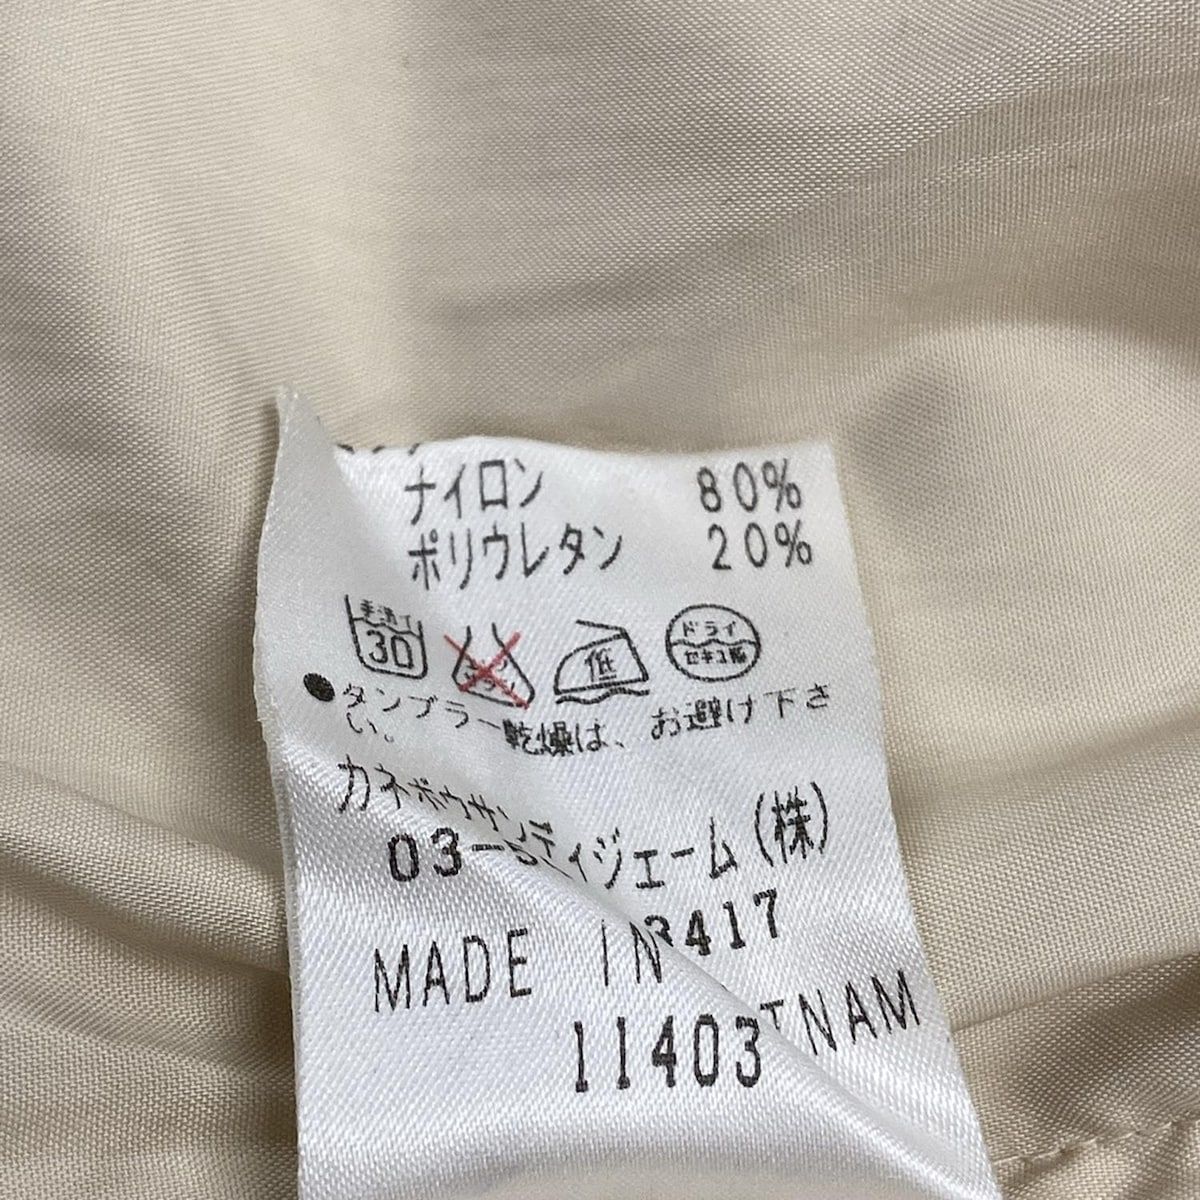 ナイロン 80%
ポリウレタン 20%
手洗イ
30
低
ドライ
セキユ系
●タンブラー乾燥は、お避け下さ
い。
カネボウサンディジェーム(株)
03-
3417
MADE IN
TNAM
11403